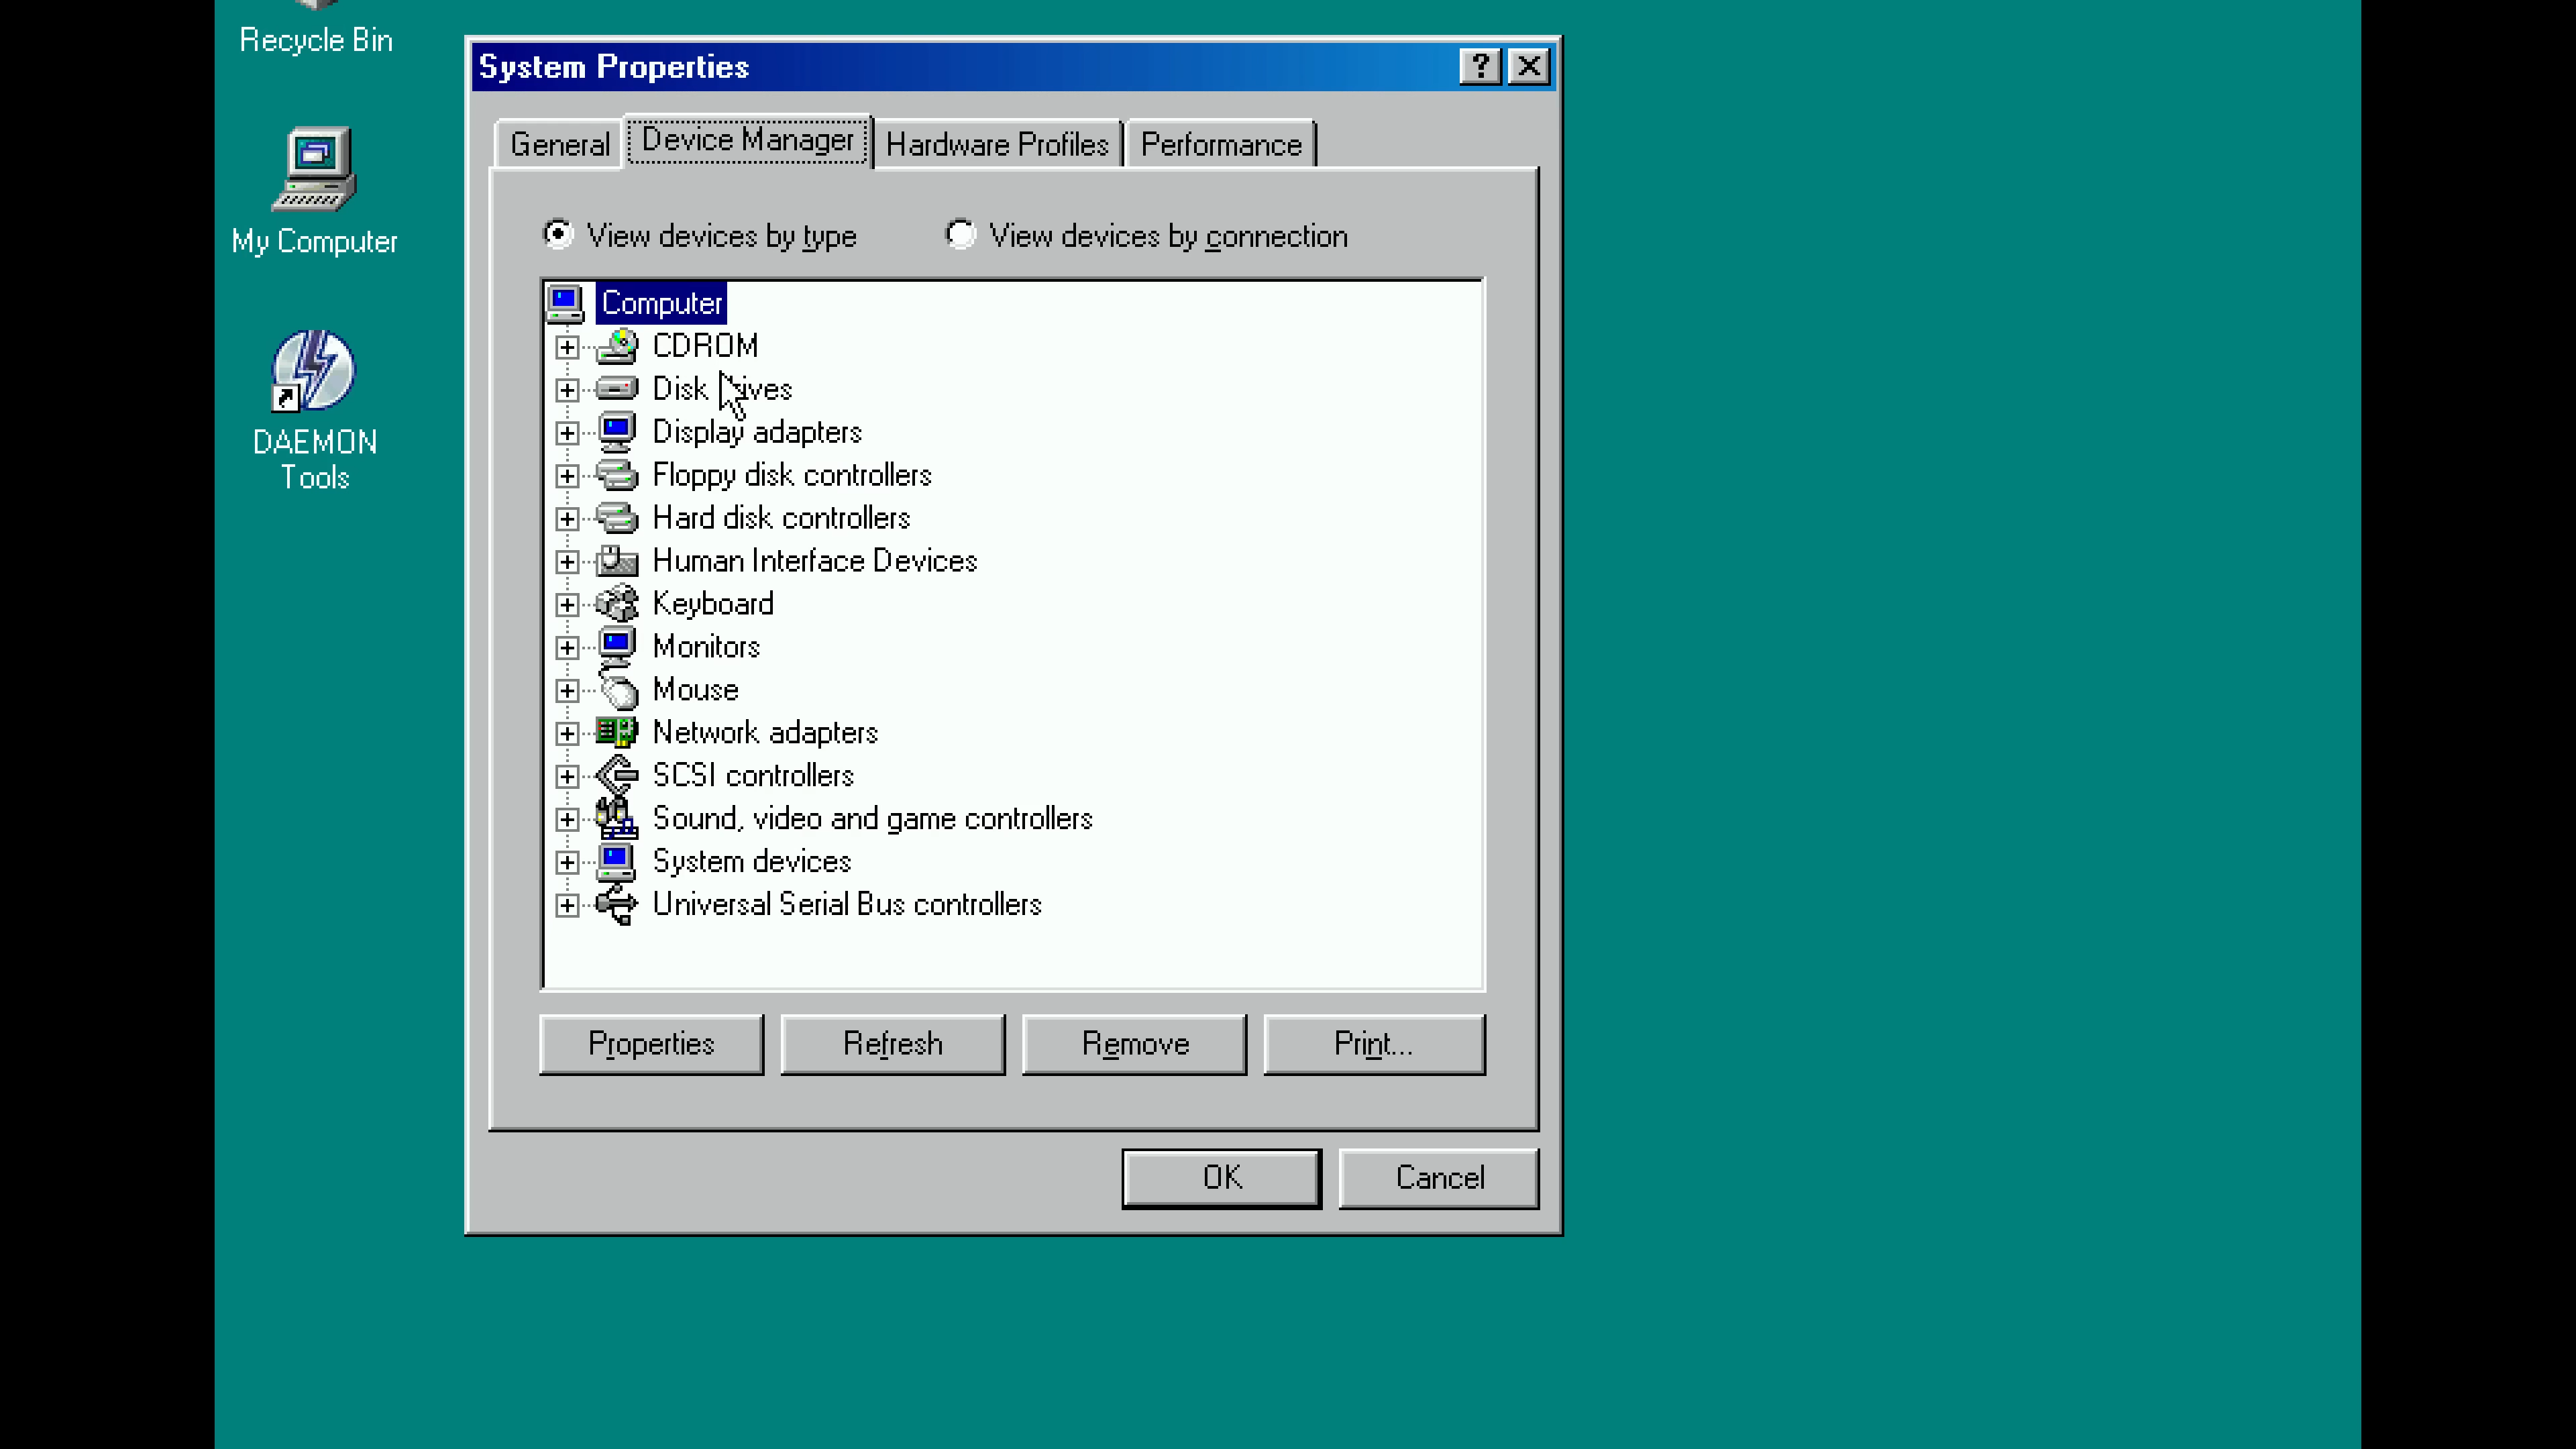 Recycle Bin
My Computer
DAEMON
Tools
System Properties
General
Device Manager
Hardware Profiles
Performance
View devices by type
View devices by connection
Computer
CDROM
Disk drives
Display adapters
Floppy disk controllers
Hard disk controllers
Human Interface Devices
Keyboard
Monitors
Mouse
Network adapters
SCSI controllers
Sound, video and game controllers
System devices
Universal Serial Bus controllers
Properties
Refresh
Remove
Print...
OK
Cancel